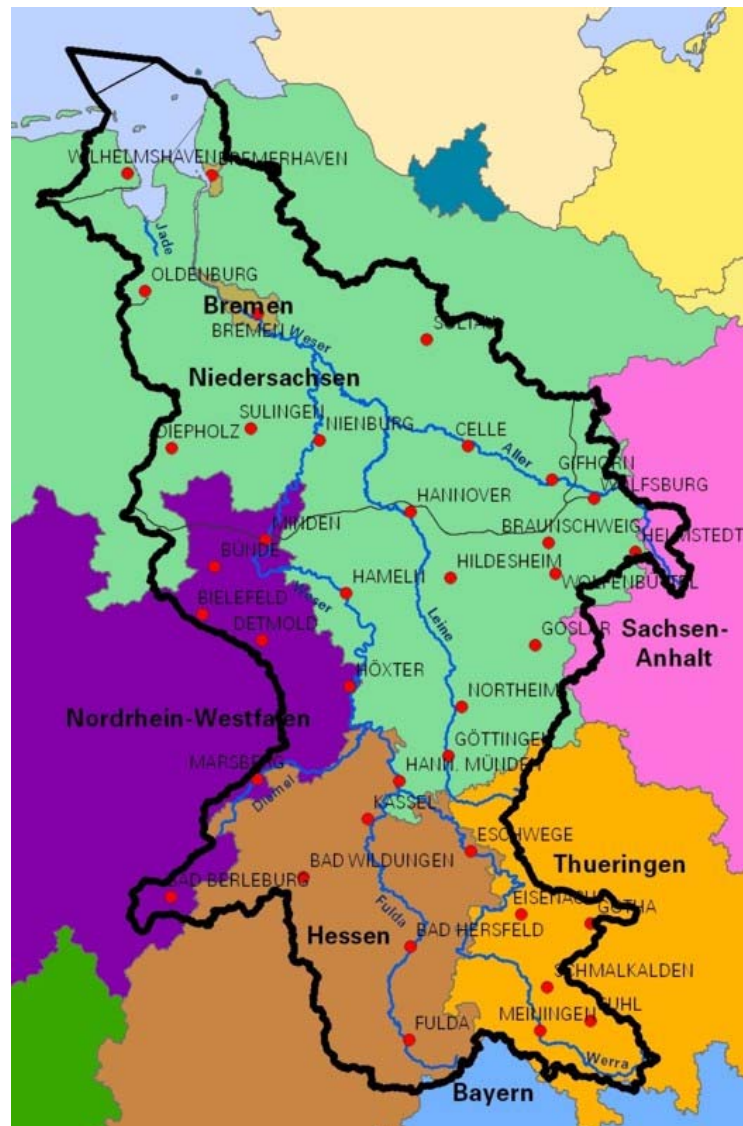 WILHELMSHAVEN
BREMERHAVEN
Jade
OLDENBURG
Bremen
BREMEN
Weser
SOLTAU
Niedersachsen
SULINGEN
NIENBURG
DIEPHOLZ
CELLE
Aller
GIFHORN
WOLFSBURG
HANNOVER
MINDEN
BRAUNSCHWEIG
HELMSTEDT
BÜNDE
HILDESHEIM
WOLFENBÜTTEL
HAMELN
Weser
BIELEFELD
DETMOLD
Leine
GOSLAR
Sachsen-
Anhalt
HÖXTER
NORTHEIM
Nordrhein-Westfalen
GÖTTINGEN
MARSBERG
HANN. MÜNDEN
Diemel
KASSEL
ESCHWEGE
BAD WILDUNGEN
Thueringen
BAD BERLEBURG
EISENACH
GOTHA
Fulda
Hessen
BAD HERSFELD
SCHMALKALDEN
MEININGEN
SUHL
FULDA
Werra
Bayern